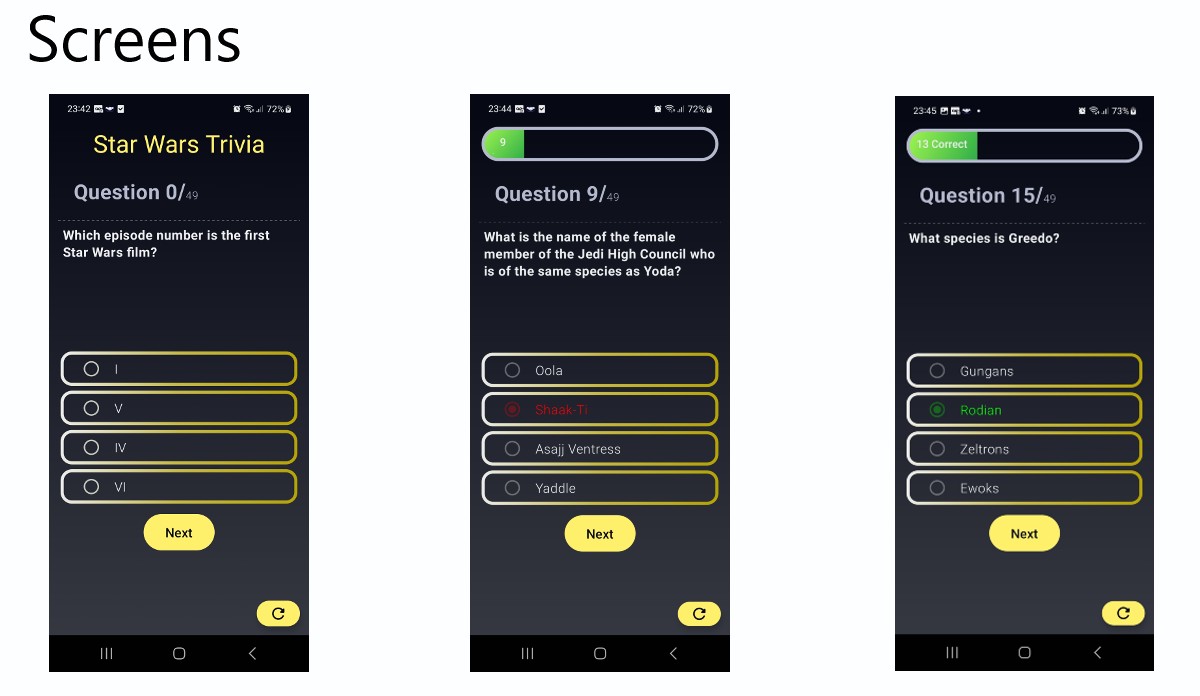 Screens
23:42
72%
Star Wars Trivia
Question 0/49
Which episode number is the first
Star Wars film?
I
V
IV
VI
Next
23:44
72%
9
Question 9/49
What is the name of the female
member of the Jedi High Council who
is of the same species as Yoda?
Oola
Shaak-Ti
Asajj Ventress
Yaddle
Next
23:45
73%
13 Correct
Question 15/49
What species is Greedo?
Gungans
Rodian
Zeltrons
Ewoks
Next